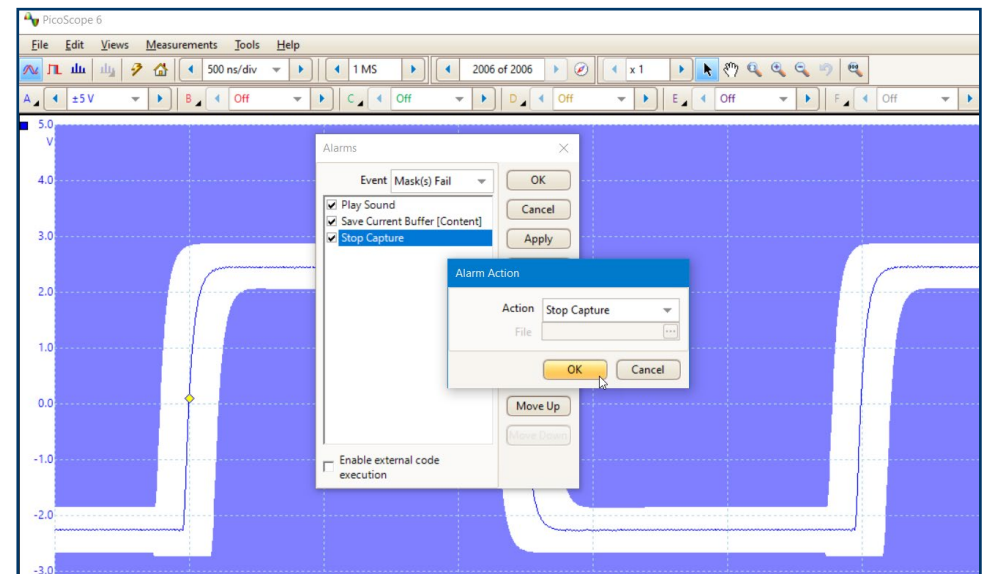 PicoScope 6
File Edit Views Measurements Tools Help
500 ns/div 1 MS 2006 of 2006 x 1
A ±5 V B Off C Off D Off E Off F Off
5.0
V
Alarms
4.0
Event Mask(s) Fail OK
Play Sound
Save Current Buffer [Content] Cancel
3.0
Stop Capture Apply
Alarm Action
2.0
Action Stop Capture
File ...
1.0
OK Cancel
0.0
Move Up
Move Down
-1.0
Enable external code
execution
-2.0
-3.0